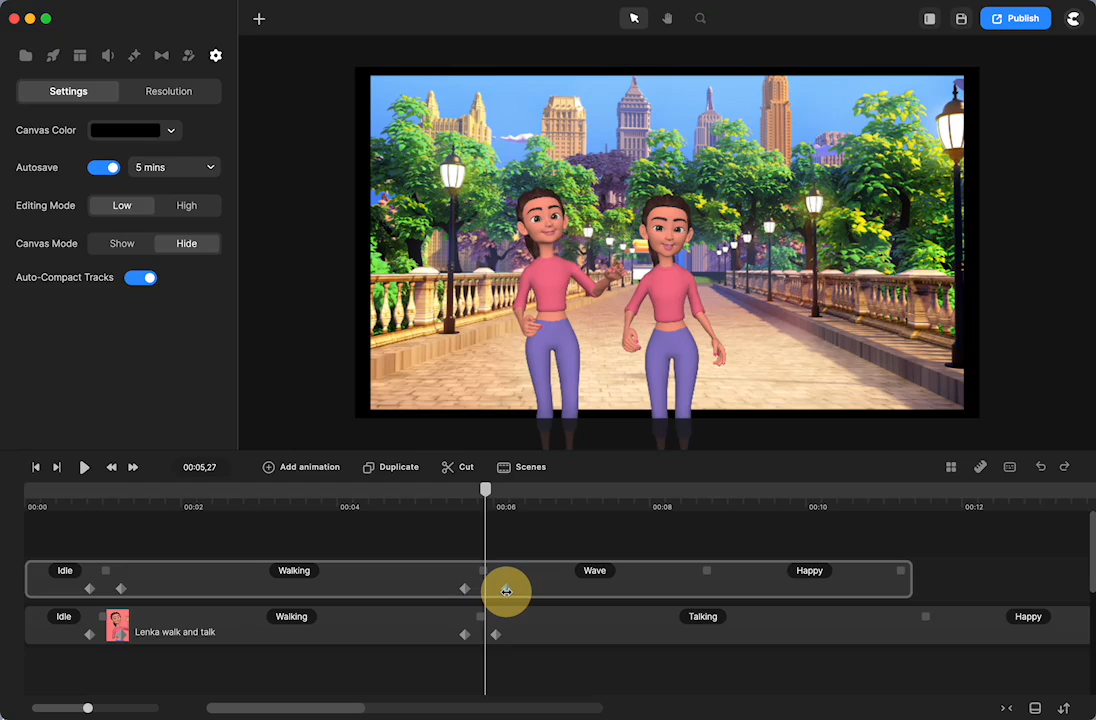 Publish
Settings
Resolution
Canvas Color
Autosave
5 mins
Editing Mode
Low
High
Canvas Mode
Show
Hide
Auto-Compact Tracks
00:05,27
Add animation
Duplicate
Cut
Scenes
00:00
00:02
00:04
00:06
00:08
00:10
00:12
Idle
Walking
Wave
Happy
Idle
Walking
Talking
Happy
Lenka walk and talk